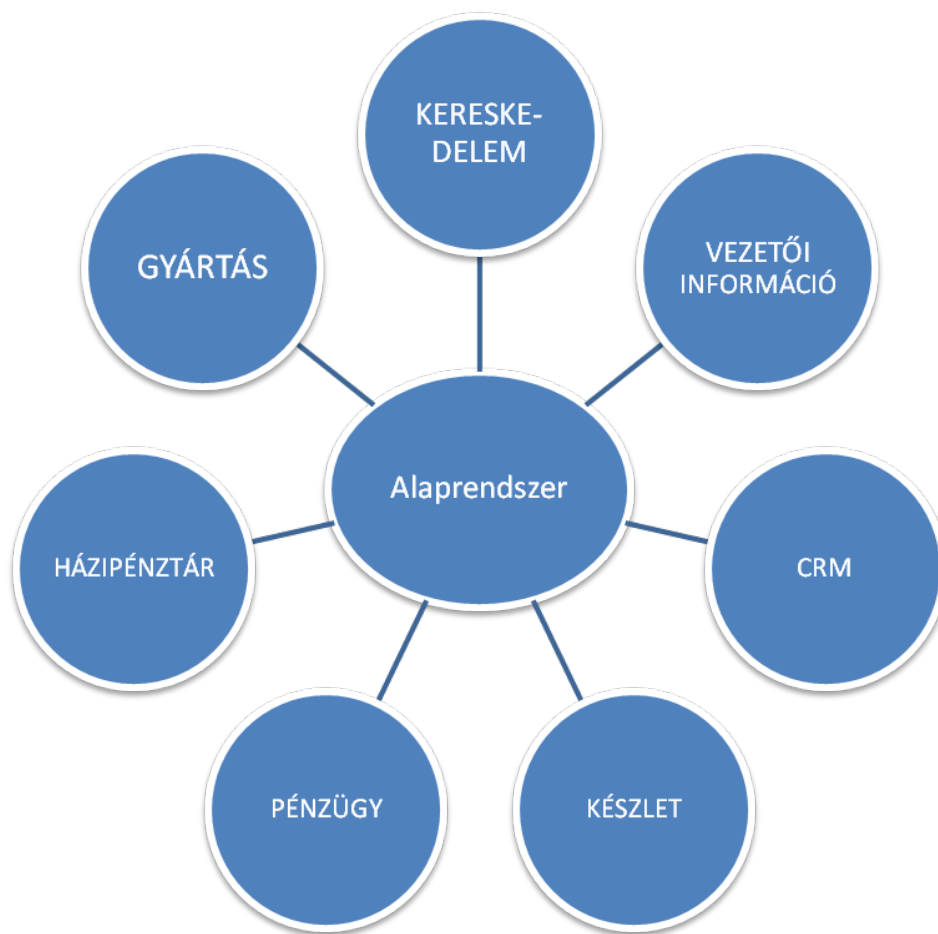 KERESKE-
DELEM
GYÁRTÁS
VEZETŐI
INFORMÁCIÓ
Alaprendszer
HÁZIPÉNZTÁR
CRM
PÉNZÜGY
KÉSZLET